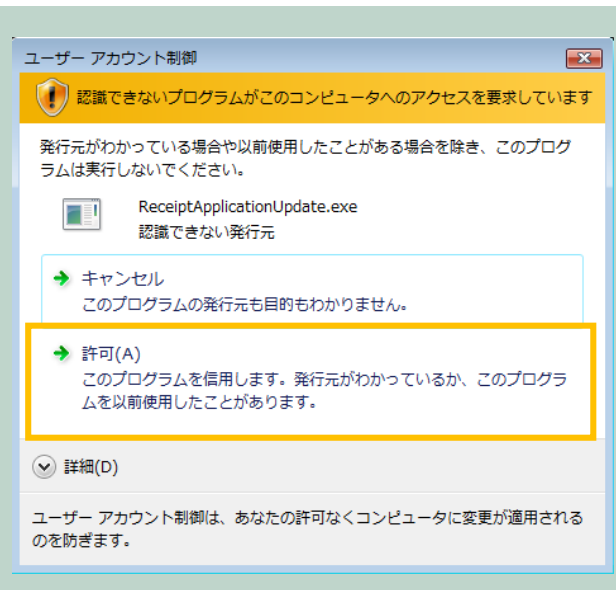 ユーザー アカウント制御
認識できないプログラムがこのコンピュータへのアクセスを要求しています
発行元がわかっている場合や以前使用したことがある場合を除き、このプログ
ラムは実行しないでください。
ReceiptApplicationUpdate.exe
認識できない発行元
キャンセル
このプログラムの発行元も目的もわかりません。
許可(A)
このプログラムを信用します。発行元がわかっているか、このプログラ
ムを以前使用したことがあります。
詳細(D)
ユーザー アカウント制御は、あなたの許可なくコンピュータに変更が適用される
のを防ぎます。